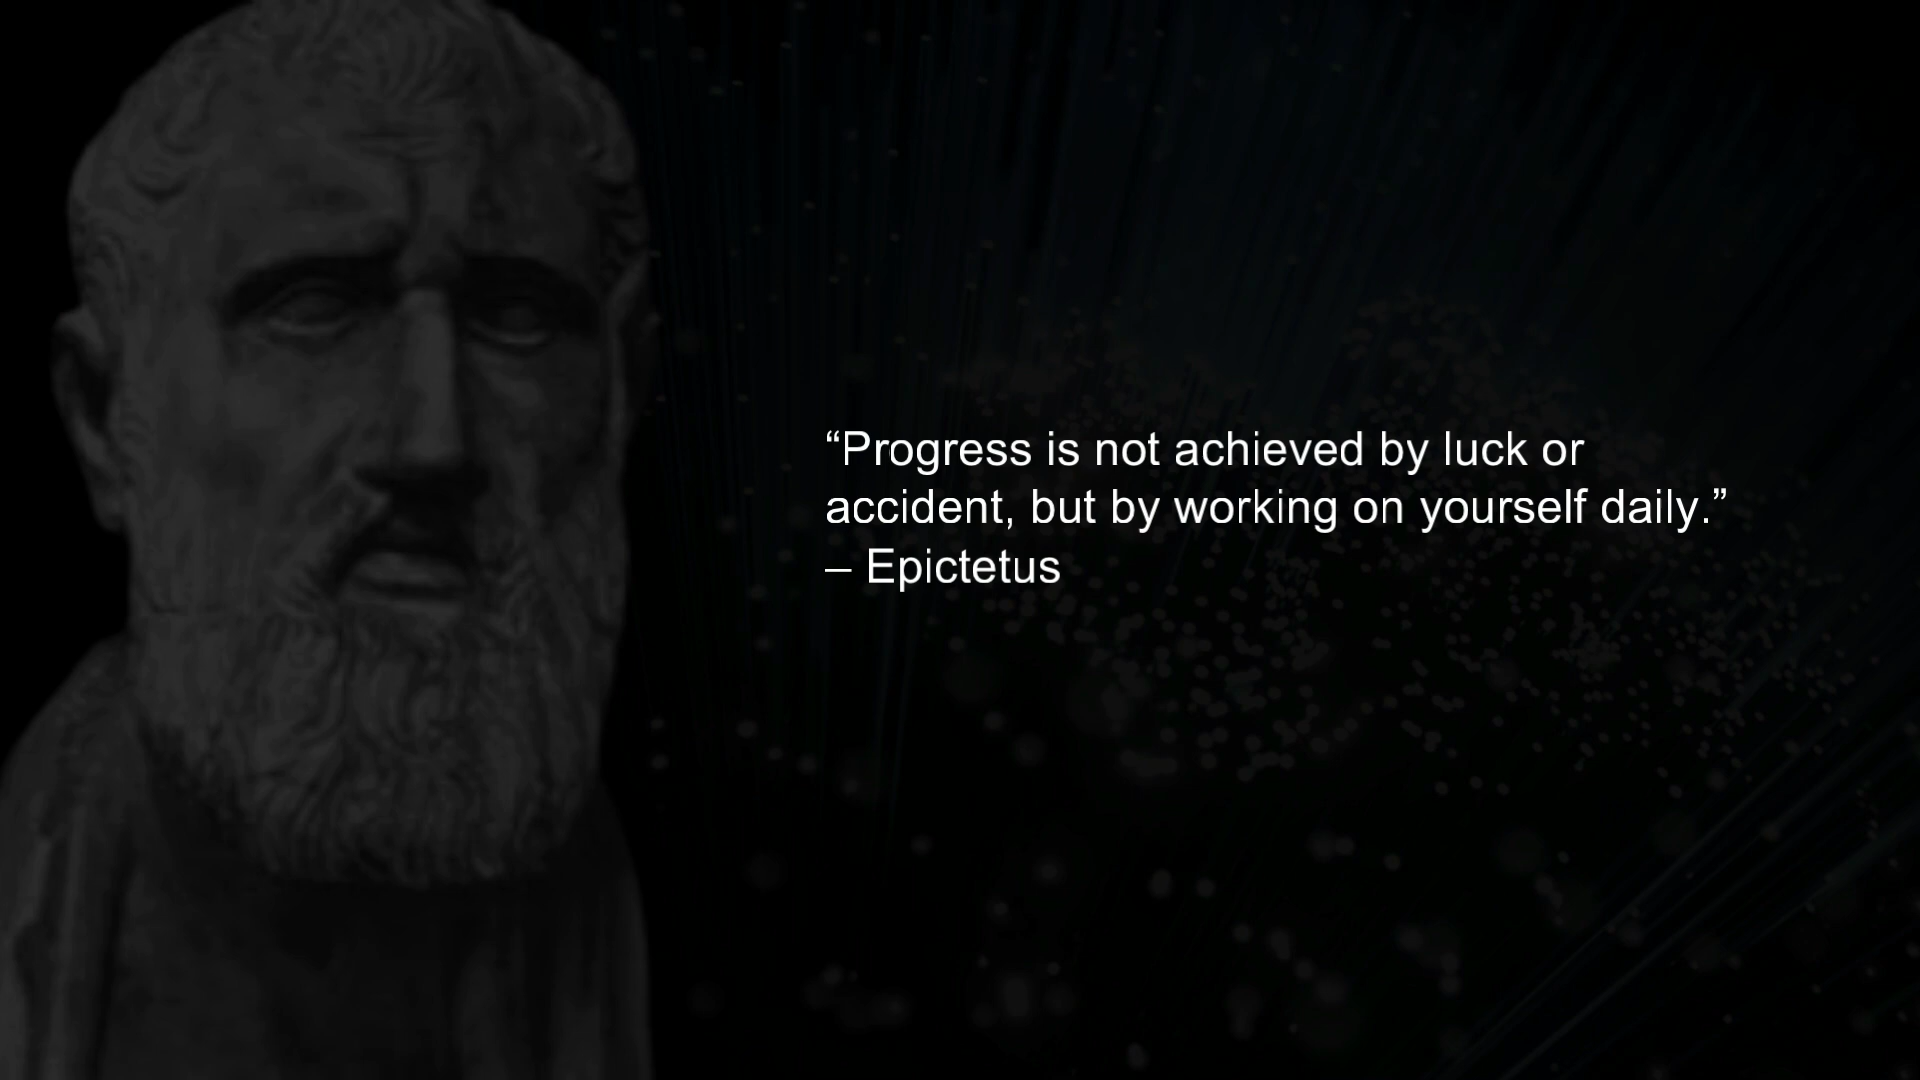 “Progress is not achieved by luck or
accident, but by working on yourself daily.”
– Epictetus